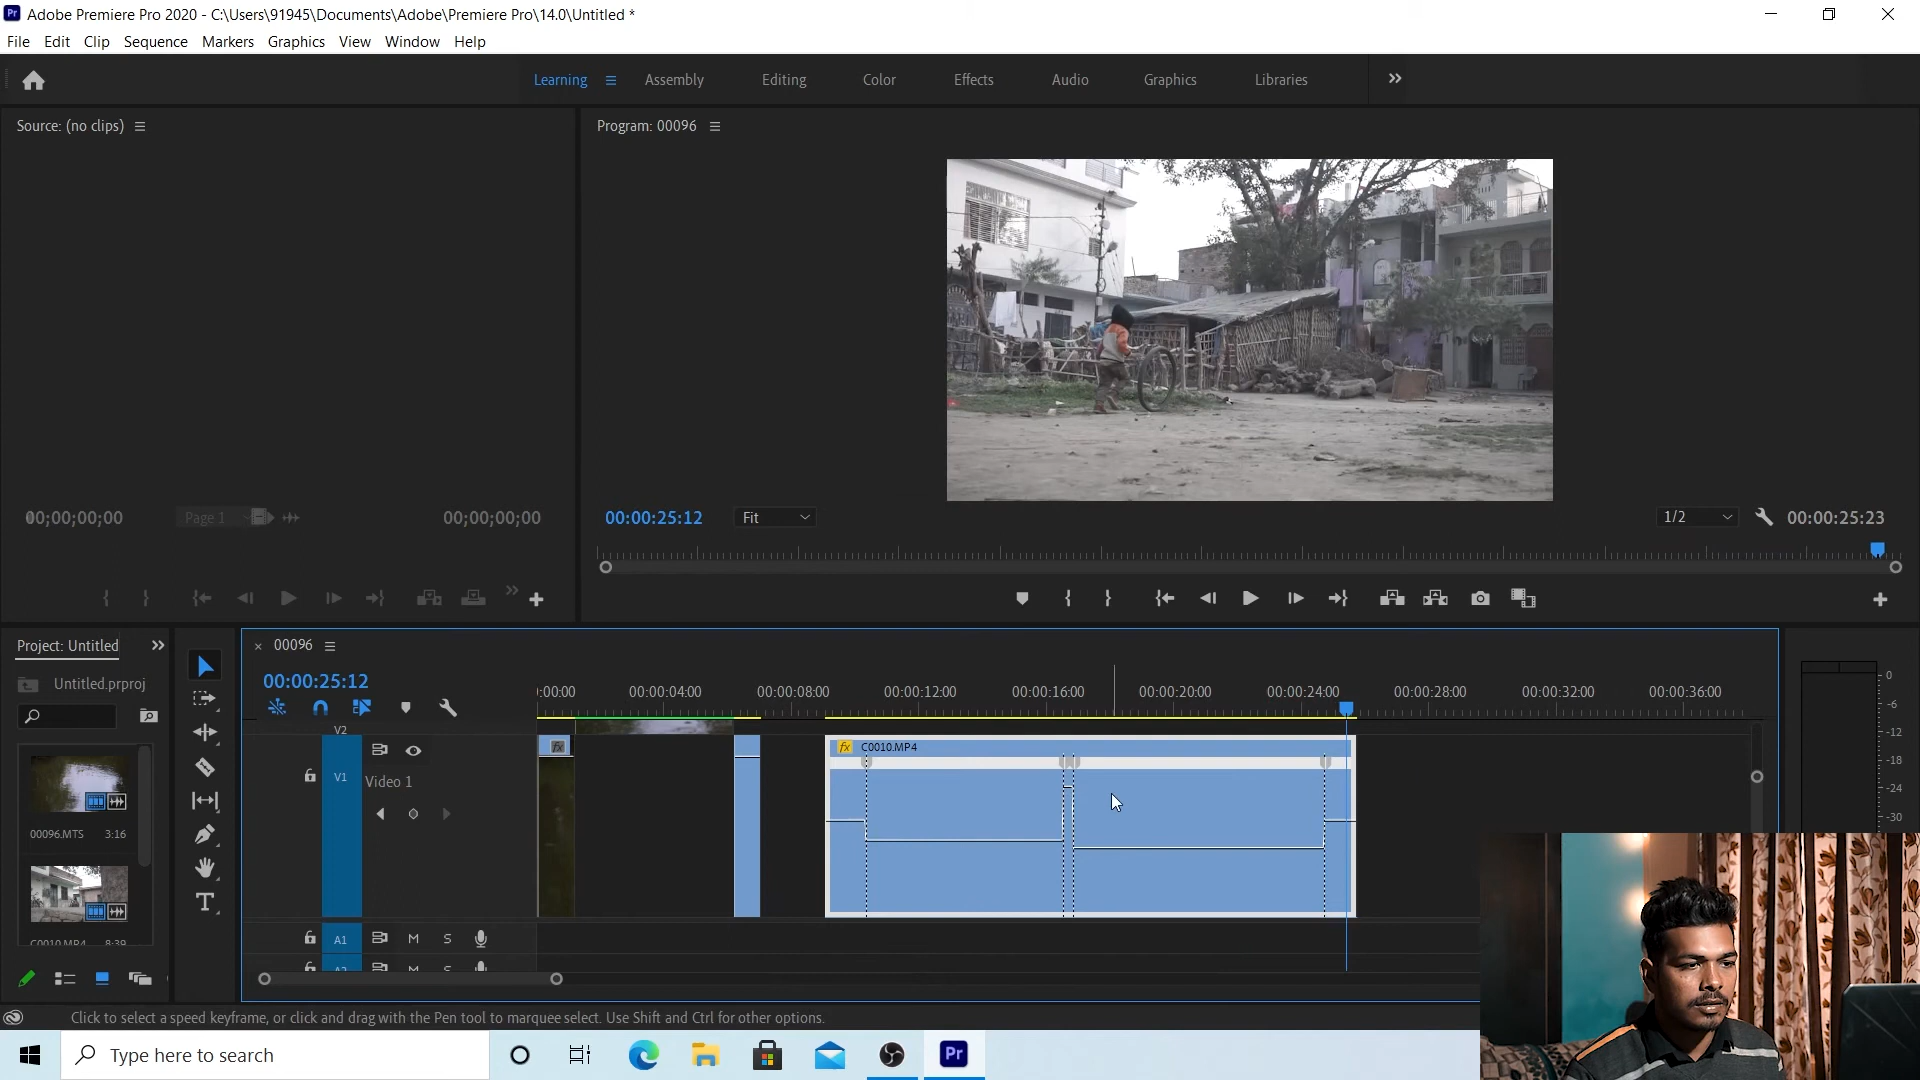 Adobe Premiere Pro 2020 - C:\Users\91945\Documents\Adobe\Premiere Pro\14.0\Untitled *
File Edit Clip Sequence Markers Graphics View Window Help
Learning Assembly Editing Color Effects Audio Graphics Libraries
Source: (no clips)
Program: 00096
00;00;00;00 Page 1 00;00;00;00
00:00:25:12 Fit 1/2 00:00:25:23
Project: Untitled
Untitled.prproj
00096.MTS 3:16
C0010.MP4 8:39
00096
00:00:25:12
:00:00 00:00:04:00 00:00:08:00 00:00:12:00 00:00:16:00 00:00:20:00 00:00:24:00 00:00:28:00 00:00:32:00 00:00:36:00
V2
fx
fx C0010.MP4
V1 Video 1
A1 M S
A2 M S
0
-6
-12
-18
-24
-30
Click to select a speed keyframe, or click and drag with the Pen tool to marquee select. Use Shift and Ctrl for other options.
Type here to search
Pr